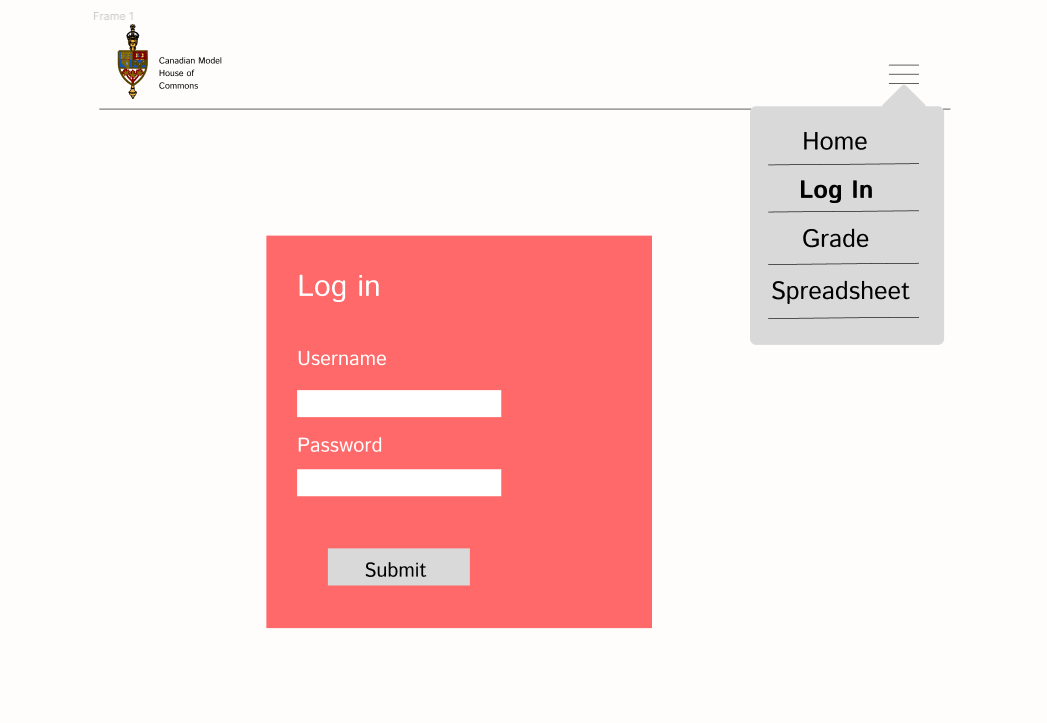 Frame 1
Canadian Model
House of
Commons
Home
Log In
Grade
Spreadsheet
Log in
Username
Password
Submit